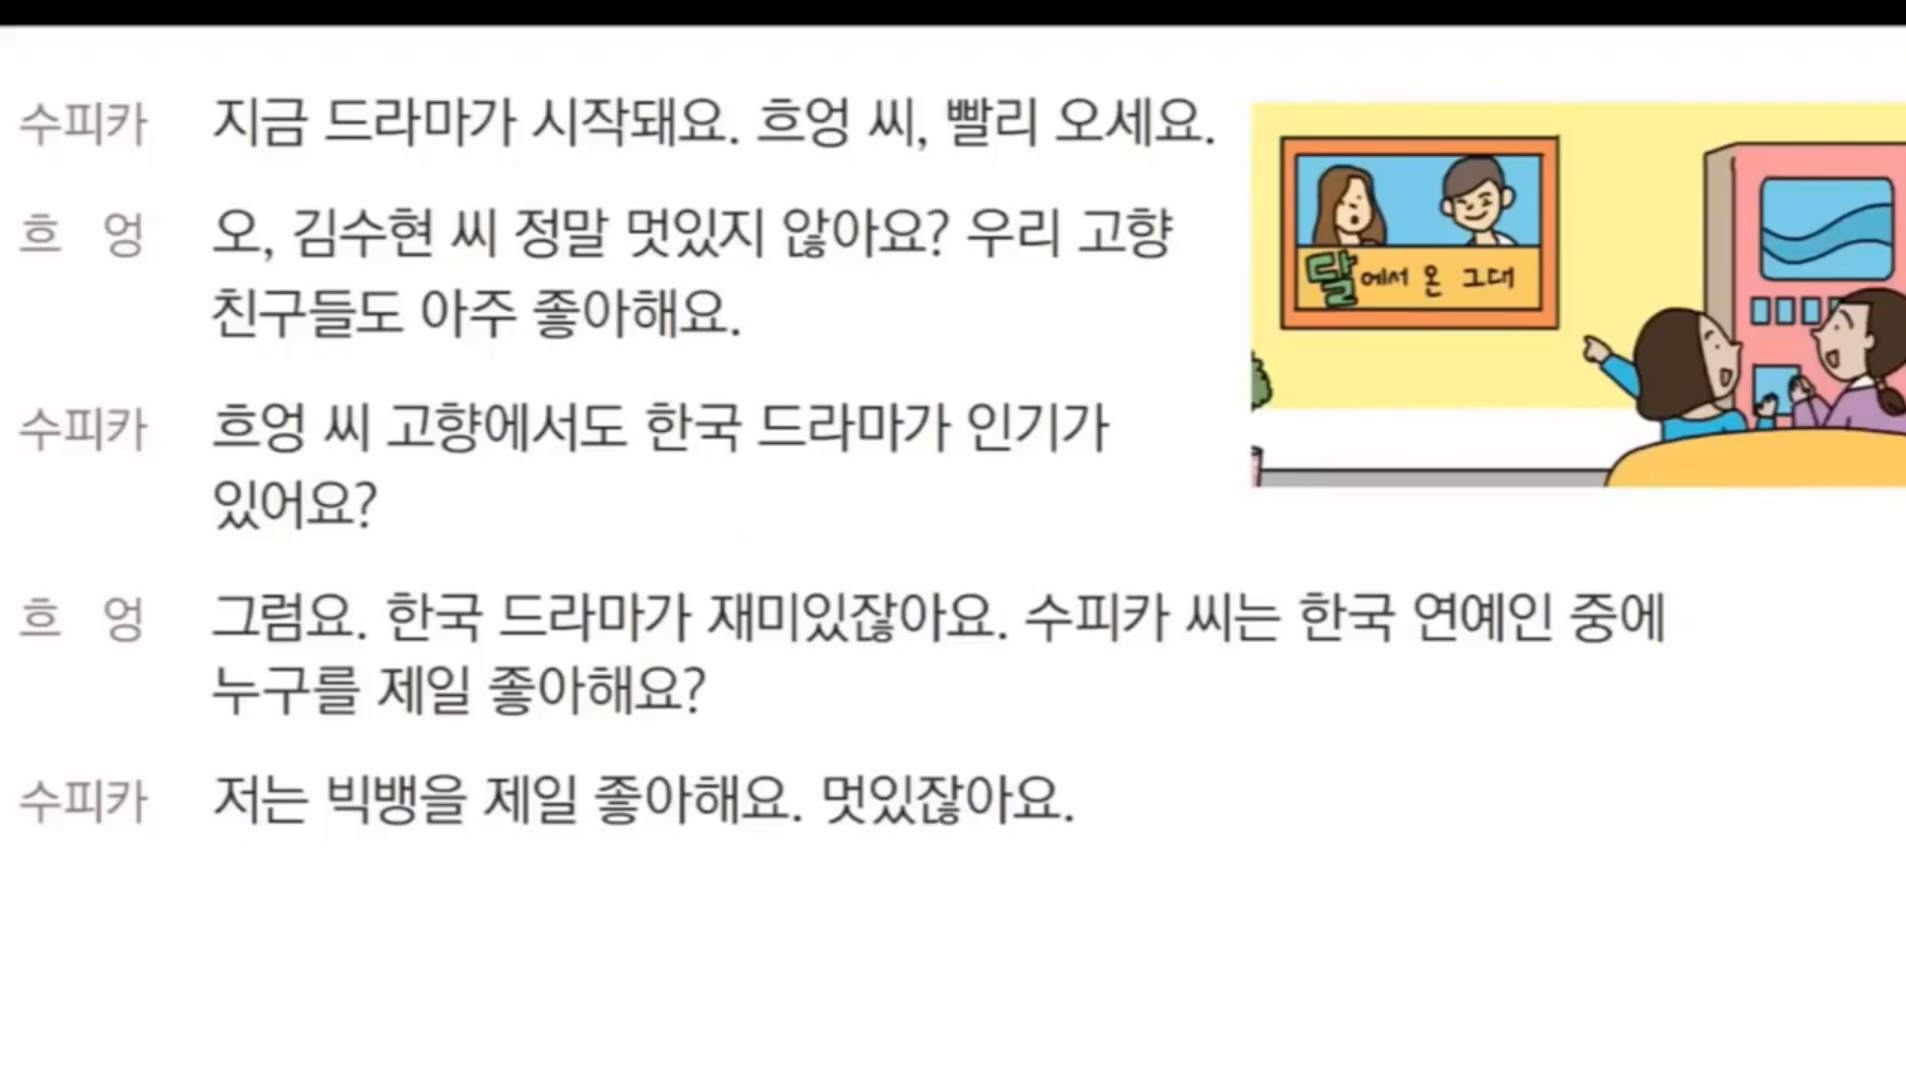 수피카 지금 드라마가 시작돼요. 흐엉 씨, 빨리 오세요.
흐 엉 오, 김수현 씨 정말 멋있지 않아요? 우리 고향
친구들도 아주 좋아해요.
수피카 흐엉 씨 고향에서도 한국 드라마가 인기가
있어요?
흐 엉 그럼요. 한국 드라마가 재미있잖아요. 수피카 씨는 한국 연예인 중에
누구를 제일 좋아해요?
수피카 저는 빅뱅을 제일 좋아해요. 멋있잖아요.
달에서 온 그대